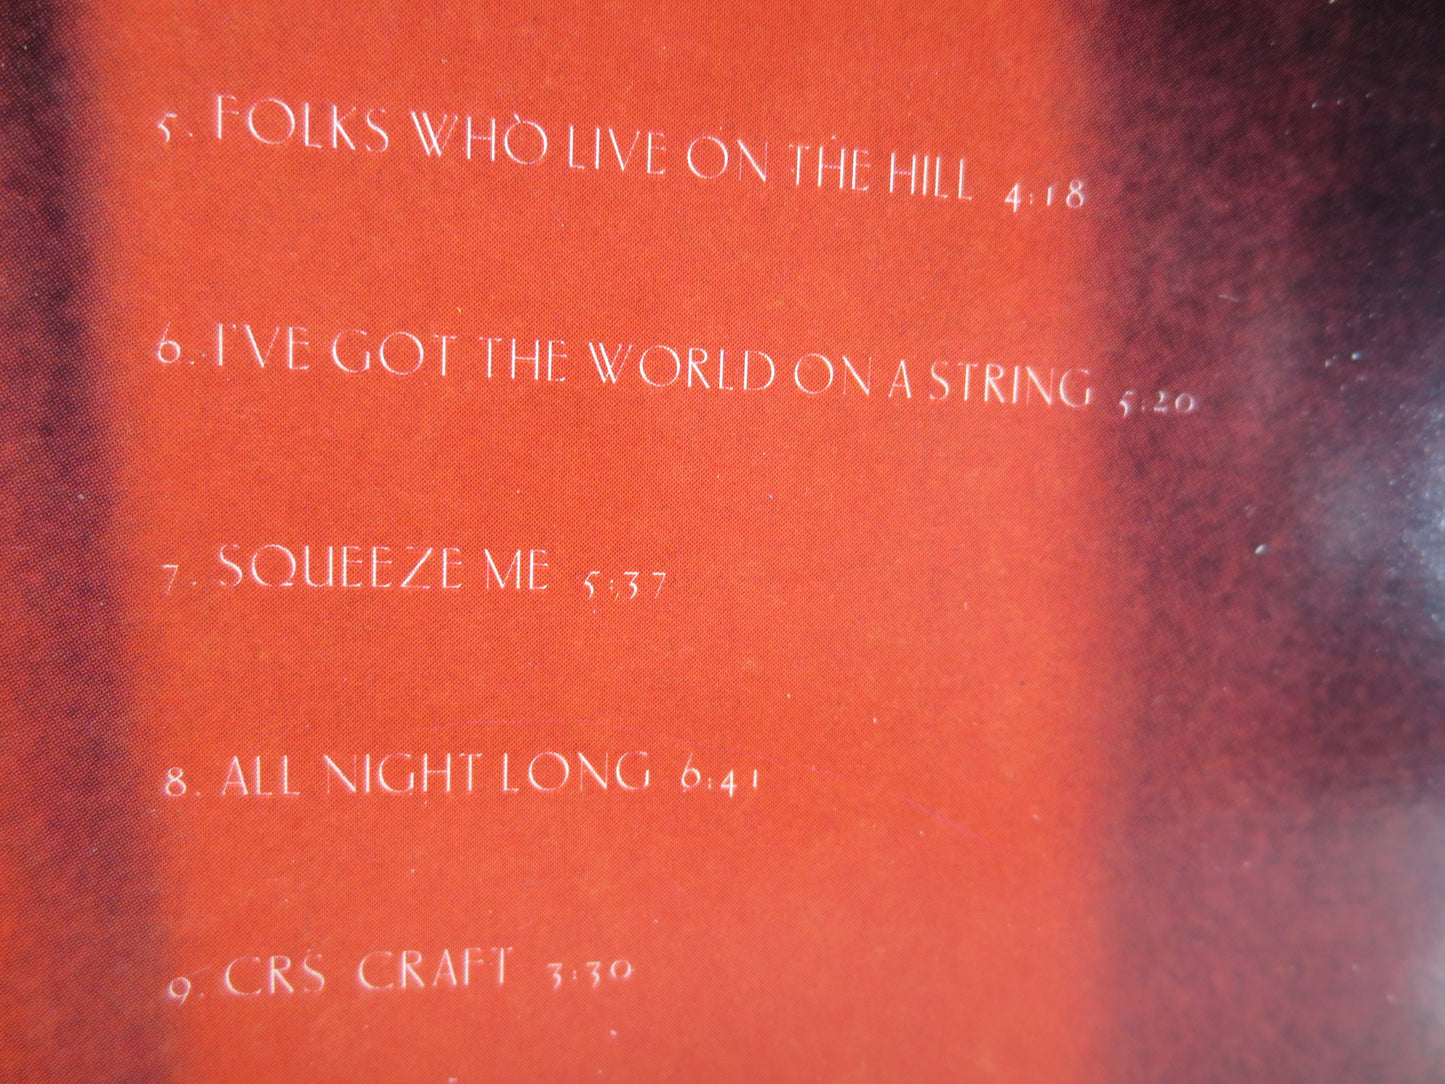 5. FOLKS WHO LIVE ON THE HILL 4:18
6. I'VE GOT THE WORLD ON A STRING 5:20
7. SQUEEZE ME 5:37
8. ALL NIGHT LONG 6:41
9. CRS CRAFT 3:30